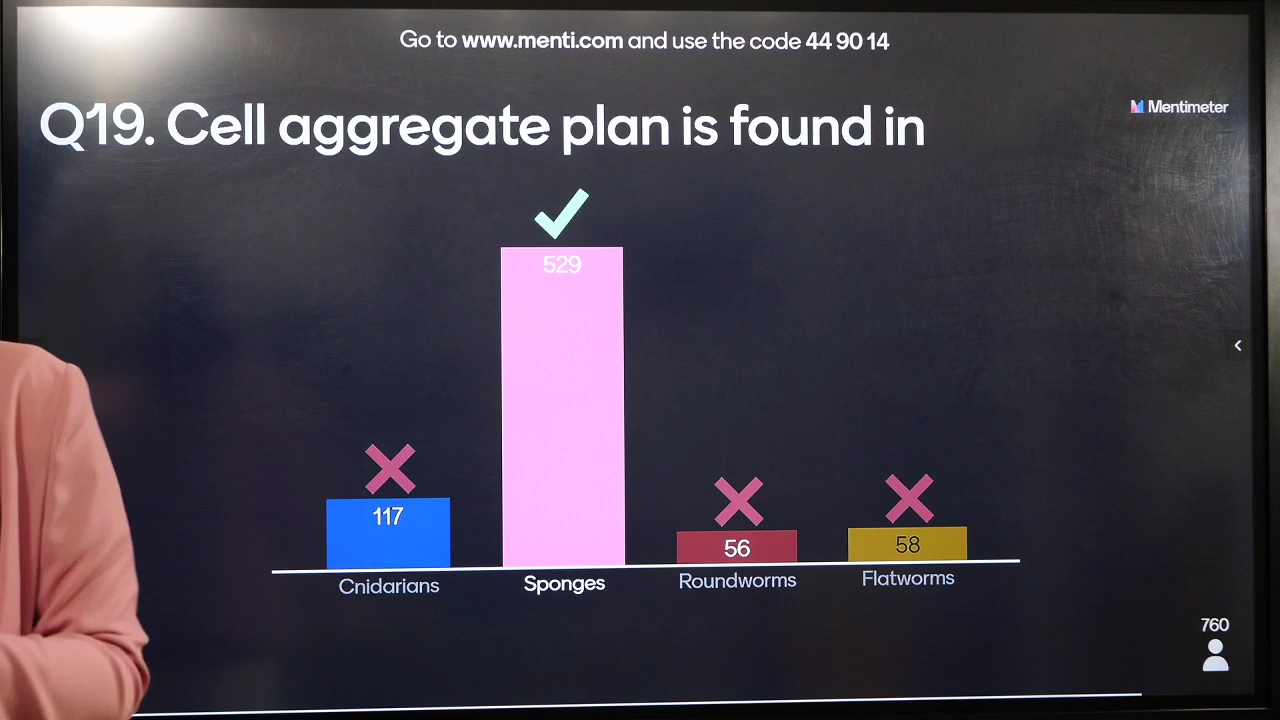 Go to www.menti.com and use the code 44 90 14
Mentimeter
Q19. Cell aggregate plan is found in
529
117
56
58
Cnidarians
Sponges
Roundworms
Flatworms
760